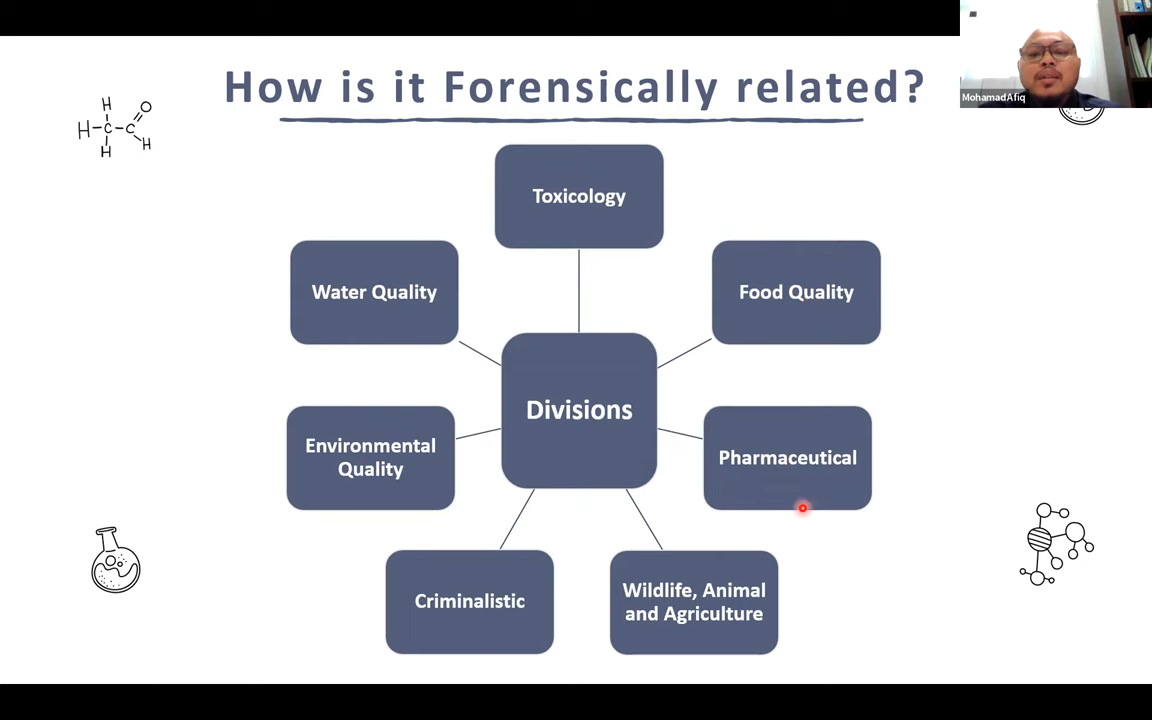 How is it Forensically related?
MohamadAfiq
H
O
H
C
C
H
H
Toxicology
Water Quality
Food Quality
Divisions
Environmental
Quality
Pharmaceutical
Criminalistic
Wildlife, Animal
and Agriculture